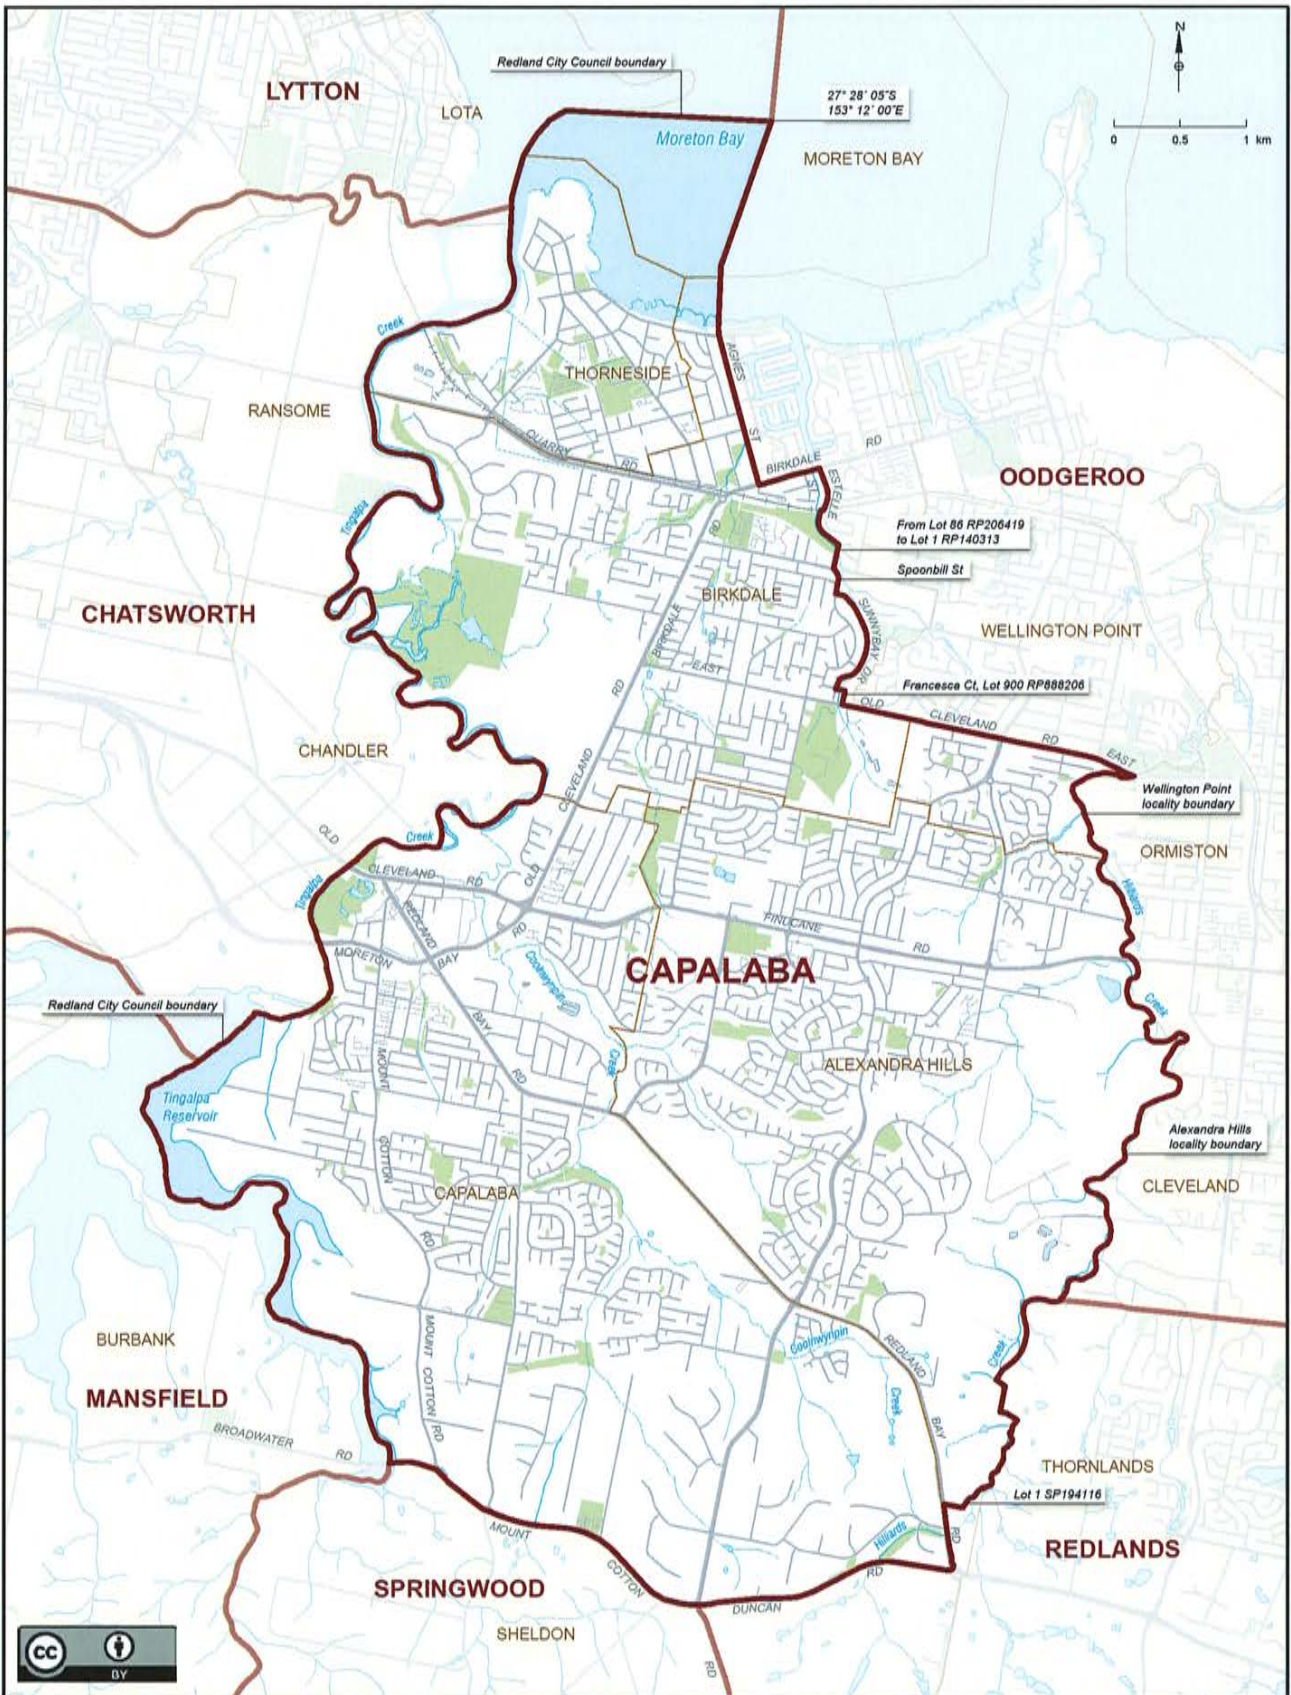 Redland City Council boundary
27° 28' 05"S
153° 12' 00"E
N
0 0.5 1 km
LYTTON
LOTA
Moreton Bay
MORETON BAY
Creek
THORNESIDE
AGNES
ST
RANSOME
QUARRY
RD
BIRKDALE
RD
ESTELLE
ST
OODGEROO
Tingalpa
RD
From Lot 86 RP206419
to Lot 1 RP140313
Spoonbill St
BIRKDALE
CHATSWORTH
SUNNYBAY DR
WELLINGTON POINT
BIRKDALE
EAST
RD
Francesca Ct, Lot 900 RP888206
OLD
CLEVELAND
RD
EAST
CHANDLER
CLEVELAND
Wellington Point
locality boundary
OLD
Creek
ORMISTON
CLEVELAND
RD
OLD
Tingalpa
REDLAND
Hilliards
FINUCANE
RD
RD
MORETON
BAY
Coolnwynpin
CAPALABA
Redland City Council boundary
BAY
Creek
MOUNT
Creek
ALEXANDRA HILLS
RD
Tingalpa
Reservoir
Alexandra Hills
locality boundary
COTTON
CAPALABA
CLEVELAND
RD
BURBANK
MOUNT COTTON RD
Coolnwynpin
REDLAND
Creek
MANSFIELD
Creek
BAY
BROADWATER
RD
THORNLANDS
Lot 1 SP194116
MOUNT
Hilliards
RD
REDLANDS
COTTON
RD
SPRINGWOOD
DUNCAN
SHELDON
RD
cc
BY